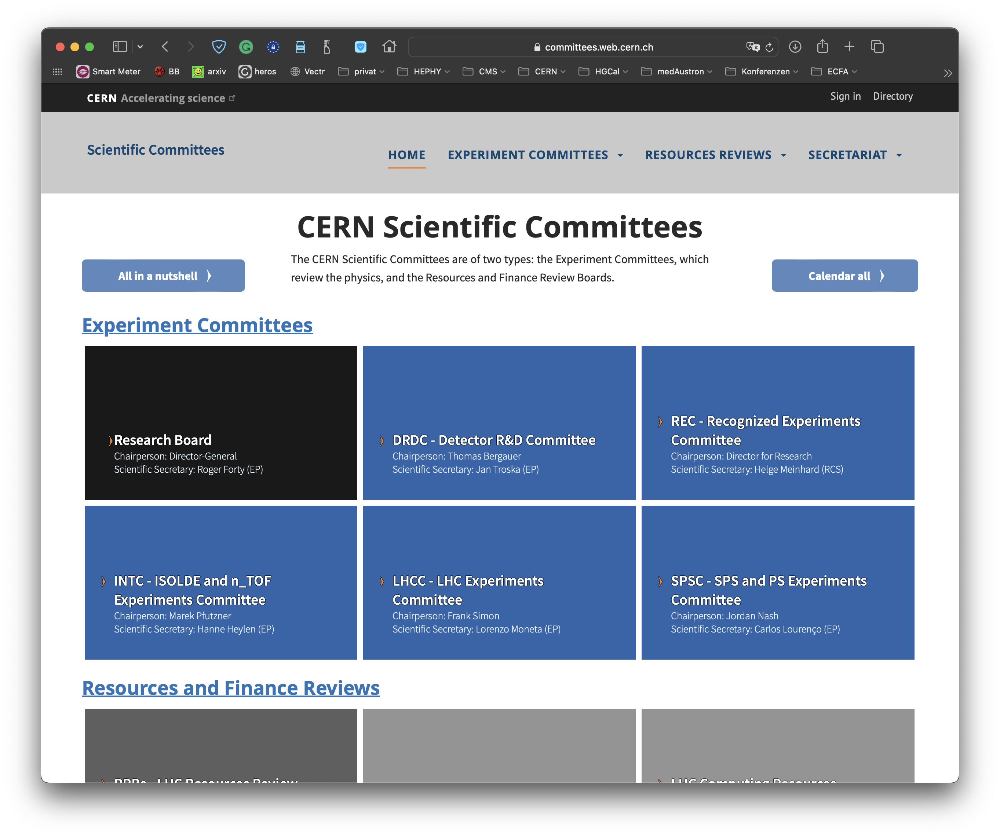 committees.web.cern.ch
Smart Meter BB arxiv heros Vectr privat HEPHY CMS CERN HGCal medAustron Konferenzen ECFA
CERN Accelerating science
Sign in Directory
Scientific Committees
HOME EXPERIMENT COMMITTEES RESOURCES REVIEWS SECRETARIAT
CERN Scientific Committees
The CERN Scientific Committees are of two types: the Experiment Committees, which
review the physics, and the Resources and Finance Review Boards.
All in a nutshell
Calendar all
Experiment Committees
Research Board
Chairperson: Director-General
Scientific Secretary: Roger Forty (EP)
DRDC - Detector R&D Committee
Chairperson: Thomas Bergauer
Scientific Secretary: Jan Troska (EP)
REC - Recognized Experiments
Committee
Chairperson: Director for Research
Scientific Secretary: Helge Meinhard (RCS)
INTC - ISOLDE and n_TOF
Experiments Committee
Chairperson: Marek Pfutzner
Scientific Secretary: Hanne Heylen (EP)
LHCC - LHC Experiments
Committee
Chairperson: Frank Simon
Scientific Secretary: Lorenzo Moneta (EP)
SPSC - SPS and PS Experiments
Committee
Chairperson: Jordan Nash
Scientific Secretary: Carlos Lourenço (EP)
Resources and Finance Reviews
RRBs - LHC Resources Review
LHC Computing Resources